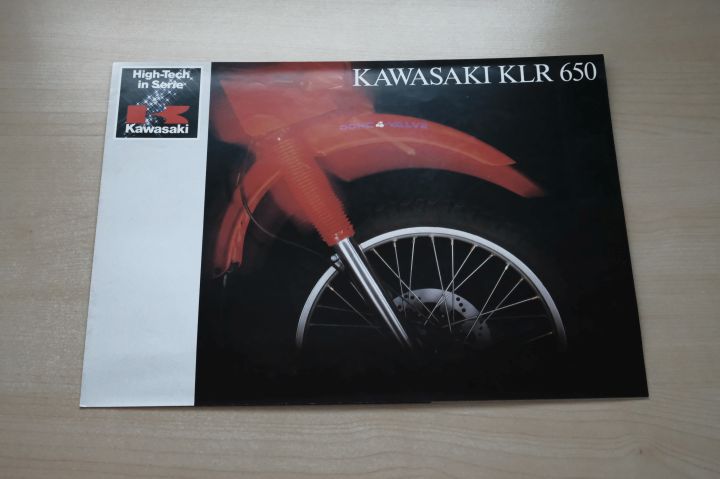 High-Tech
in Serie
Kawasaki
KAWASAKI KLR 650
DOHC 4 VALVE